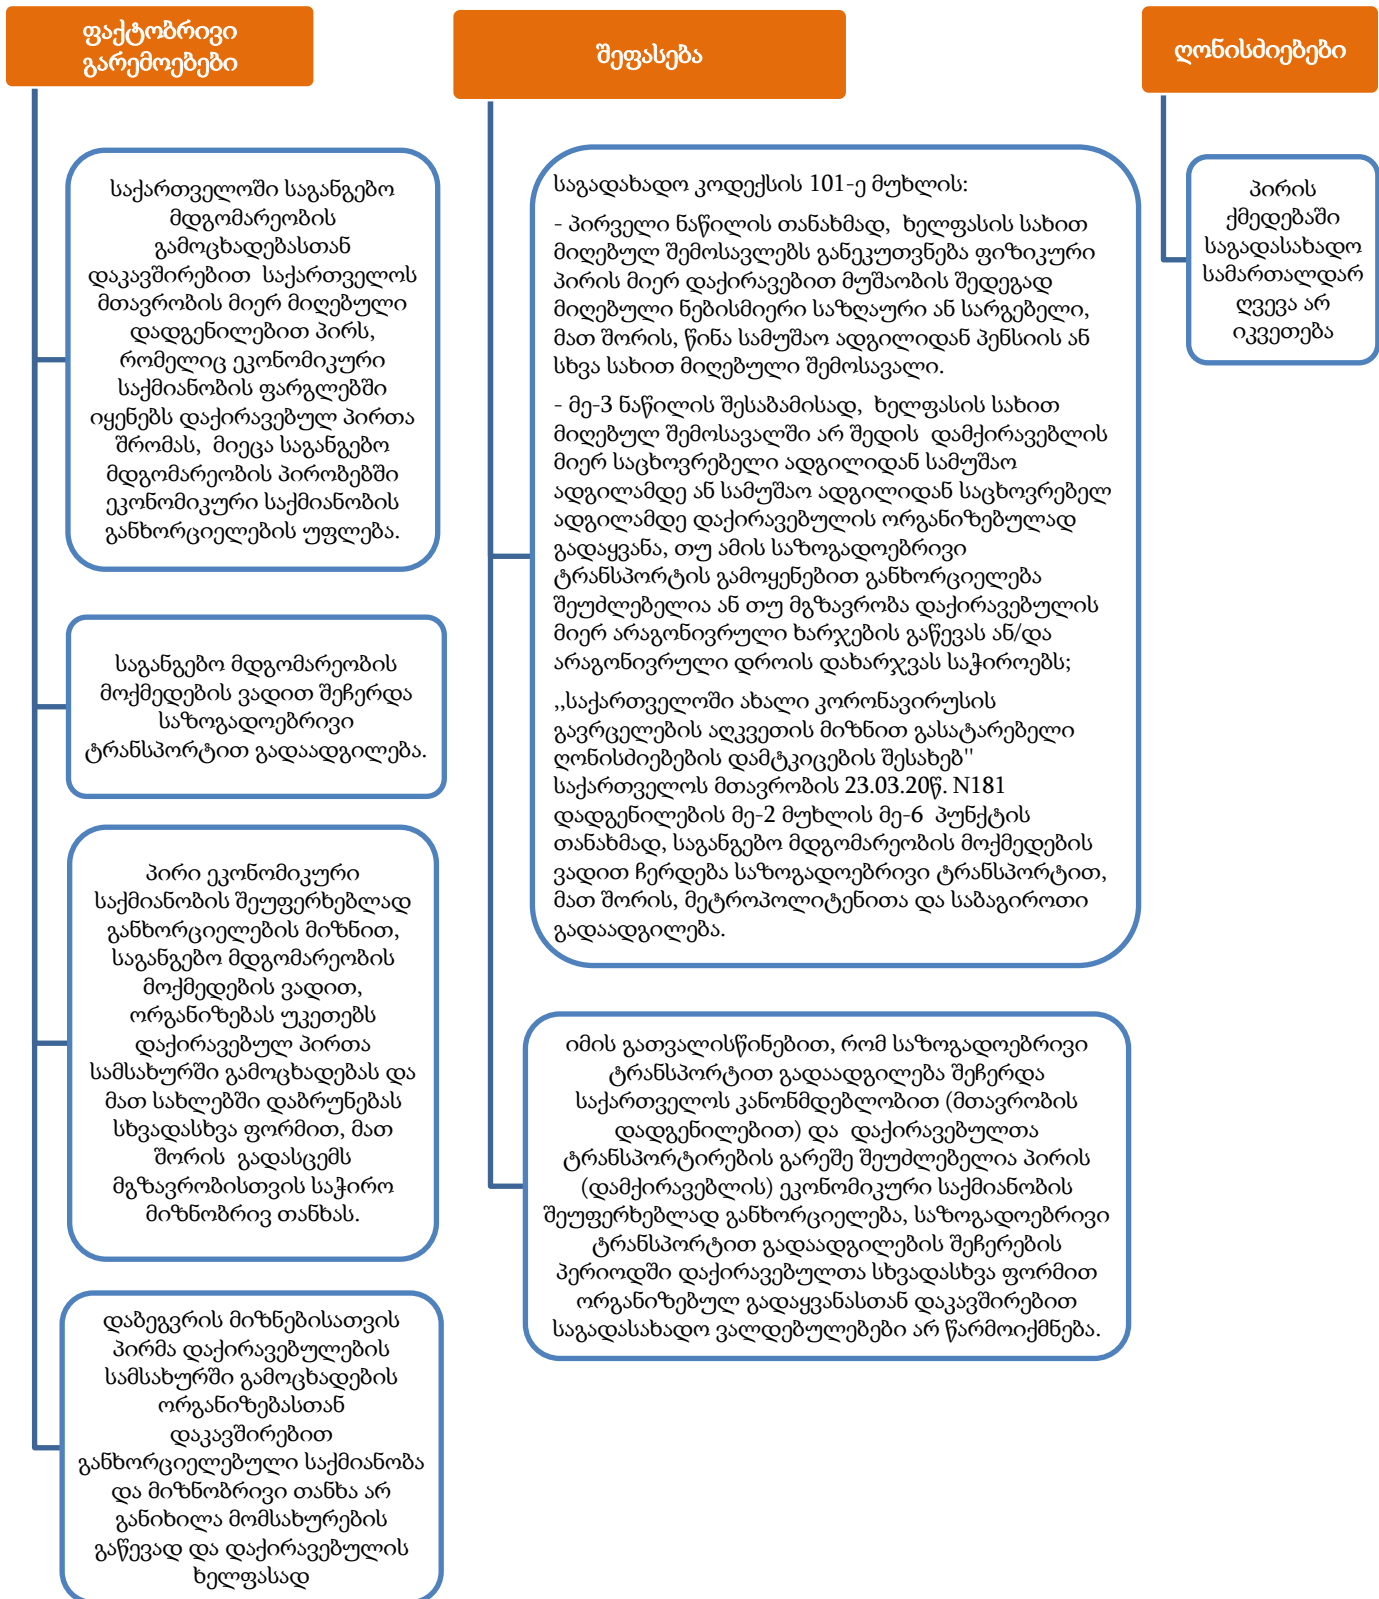 ფაქტობრივი
გარემოებები
საქართველოში საგანგებო
მდგომარეობის
გამოცხადებასთან
დაკავშირებით საქართველოს
მთავრობის მიერ მიღებული
დადგენილებით პირს,
რომელიც ეკონომიკური
საქმიანობის ფარგლებში
იყენებს დაქირავებულ პირთა
შრომას, მიეცა საგანგებო
მდგომარეობის პირობებში
ეკონომიკური საქმიანობის
განხორციელების უფლება.
საგანგებო მდგომარეობის
მოქმედების ვადით შეჩერდა
საზოგადოებრივი
ტრანსპორტით გადაადგილება.
პირი ეკონომიკური
საქმიანობის შეუფერხებლად
განხორციელების მიზნით,
საგანგებო მდგომარეობის
მოქმედების ვადით,
ორგანიზებას უკეთებს
დაქირავებულ პირთა
სამსახურში გამოცხადებას და
მათ სახლებში დაბრუნებას
სხვადასხვა ფორმით, მათ
შორის გადასცემს
მგზავრობისთვის საჭირო
მიზნობრივ თანხას.
დაბეგვრის მიზნებისათვის
პირმა დაქირავებულების
სამსახურში გამოცხადების
ორგანიზებასთან
დაკავშირებით
განხორციელებული საქმიანობა
და მიზნობრივი თანხა არ
განიხილა მომსახურების
გაწევად და დაქირავებულის
ხელფასად
შეფასება
საგადახადო კოდექსის 101-ე მუხლის:
- პირველი ნაწილის თანახმად, ხელფასის სახით
მიღებულ შემოსავლებს განეკუთვნება ფიზიკური
პირის მიერ დაქირავებით მუშაობის შედეგად
მიღებული ნებისმიერი საზღაური ან სარგებელი,
მათ შორის, წინა სამუშაო ადგილიდან პენსიის ან
სხვა სახით მიღებული შემოსავალი.
- მე-3 ნაწილის შესაბამისად, ხელფასის სახით
მიღებულ შემოსავალში არ შედის დამქირავებლის
მიერ საცხოვრებელი ადგილიდან სამუშაო
ადგილამდე ან სამუშაო ადგილიდან საცხოვრებელ
ადგილამდე დაქირავებულის ორგანიზებულად
გადაყვანა, თუ ამის საზოგადოებრივი
ტრანსპორტის გამოყენებით განხორციელება
შეუძლებელია ან თუ მგზავრობა დაქირავებულის
მიერ არაგონივრული ხარჯების გაწევას ან/და
არაგონივრული დროის დახარჯვას საჭიროებს;
,,საქართველოში ახალი კორონავირუსის
გავრცელების აღკვეთის მიზნით გასატარებელი
ღონისძიებების დამტკიცების შესახებ"
საქართველოს მთავრობის 23.03.20წ. N181
დადგენილების მე-2 მუხლის მე-6 პუნქტის
თანახმად, საგანგებო მდგომარეობის მოქმედების
ვადით ჩერდება საზოგადოებრივი ტრანსპორტით,
მათ შორის, მეტროპოლიტენითა და საბაგიროთი
გადაადგილება.
იმის გათვალისწინებით, რომ საზოგადოებრივი
ტრანსპორტით გადაადგილება შეჩერდა
საქართველოს კანონმდებლობით (მთავრობის
დადგენილებით) და დაქირავებულთა
ტრანსპორტირების გარეშე შეუძლებელია პირის
(დამქირავებლის) ეკონომიკური საქმიანობის
შეუფერხებლად განხორციელება, საზოგადოებრივი
ტრანსპორტით გადაადგილების შეჩერების
პერიოდში დაქირავებულთა სხვადასხვა ფორმით
ორგანიზებულ გადაყვანასთან დაკავშირებით
საგადასახადო ვალდებულებები არ წარმოიქმნება.
ღონისძიებები
პირის
ქმედებაში
საგადასახადო
სამართალდარ
ღვევა არ
იკვეთება